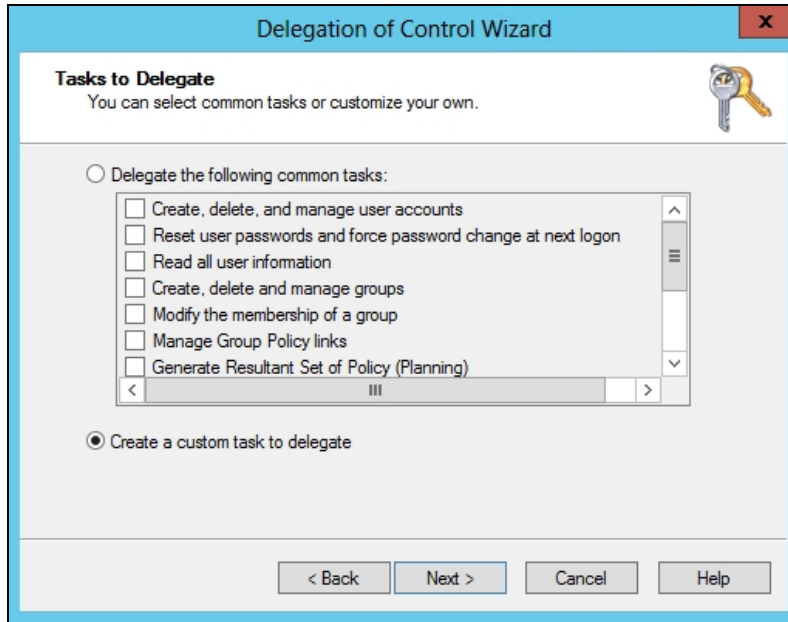 Delegation of Control Wizard
x
Tasks to Delegate
You can select common tasks or customize your own.
Delegate the following common tasks:
Create, delete, and manage user accounts
Reset user passwords and force password change at next logon
Read all user information
Create, delete and manage groups
Modify the membership of a group
Manage Group Policy links
Generate Resultant Set of Policy (Planning)
Create a custom task to delegate
< Back Next > Cancel Help